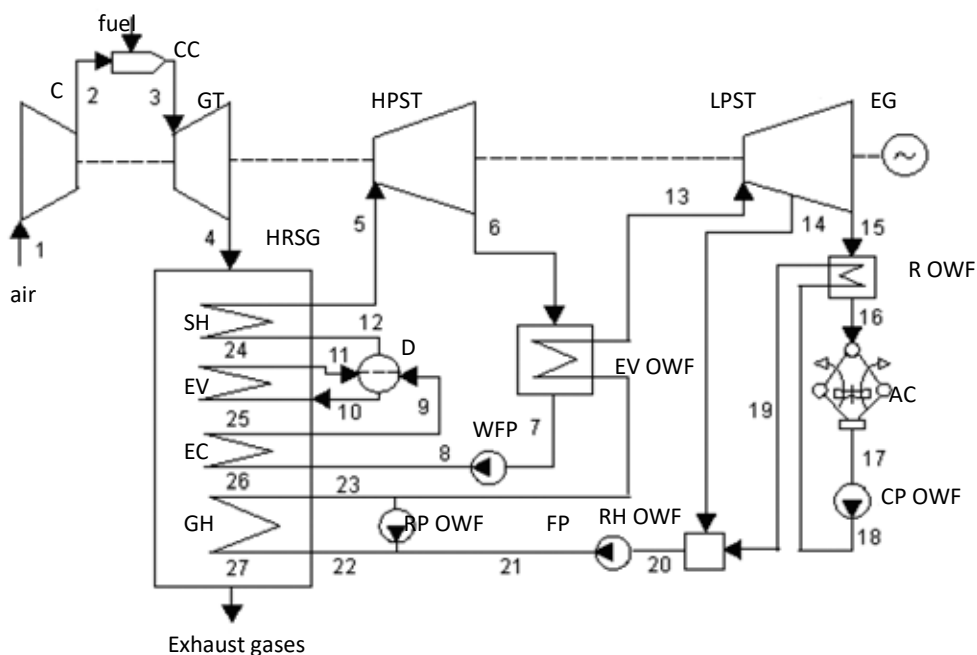 fuel
CC
C
2
3
GT
HPST
LPST
EG
1
4
5
6
13
14
15
air
HRSG
R OWF
SH
12
16
24
11
D
EV OWF
EV
10
9
19
AC
25
7
WFP
EC
8
17
26
23
CP OWF
GH
RP OWF
FP
RH OWF
18
27
22
21
20
Exhaust gases
~